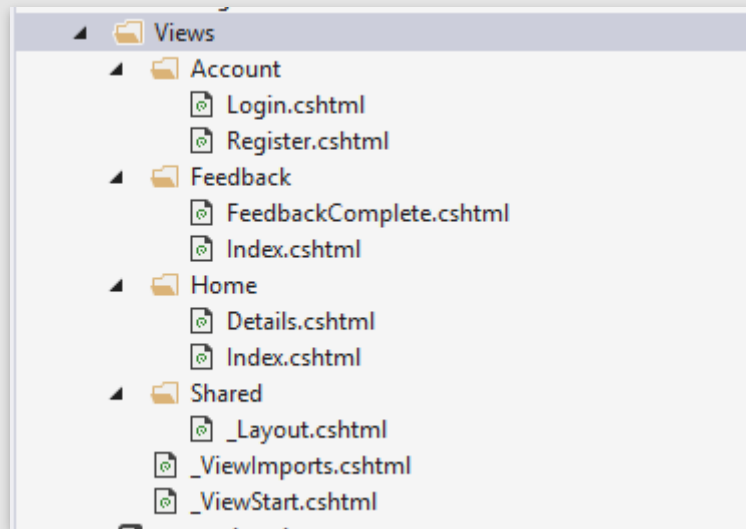 Views
Account
Login.cshtml
Register.cshtml
Feedback
FeedbackComplete.cshtml
Index.cshtml
Home
Details.cshtml
Index.cshtml
Shared
_Layout.cshtml
_ViewImports.cshtml
_ViewStart.cshtml